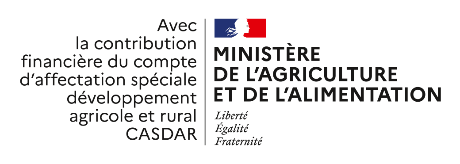 Avec
la contribution
financière du compte
d'affectation spéciale
développement
agricole et rural
CASDAR
MINISTÈRE
DE L'AGRICULTURE
ET DE L'ALIMENTATION
Liberté
Égalité
Fraternité